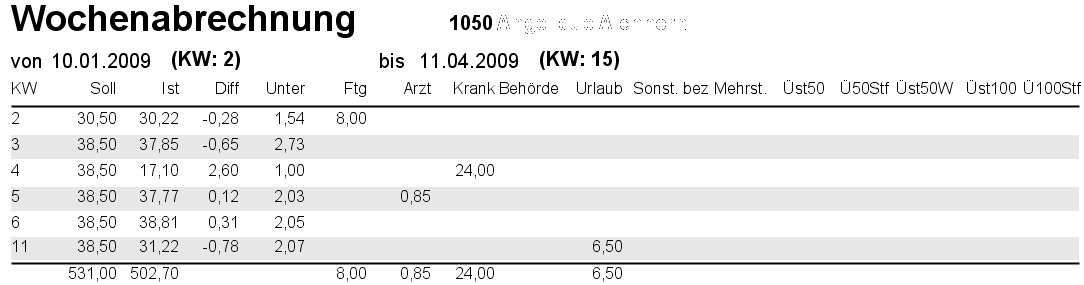 Wochenabrechnung 1050
von 10.01.2009 (KW: 2) bis 11.04.2009 (KW: 15)
KW Soll Ist Diff Unter Ftg Arzt Krank Behörde Urlaub Sonst. bez Mehrst. Üst50 Ü50Stf Üst50W Üst100 Ü100Stf
2 30,50 30,22 -0,28 1,54 8,00
3 38,50 37,85 -0,65 2,73
4 38,50 17,10 2,60 1,00 24,00
5 38,50 37,77 0,12 2,03 0,85
6 38,50 38,81 0,31 2,05
11 38,50 31,22 -0,78 2,07 6,50
531,00 502,70 8,00 0,85 24,00 6,50